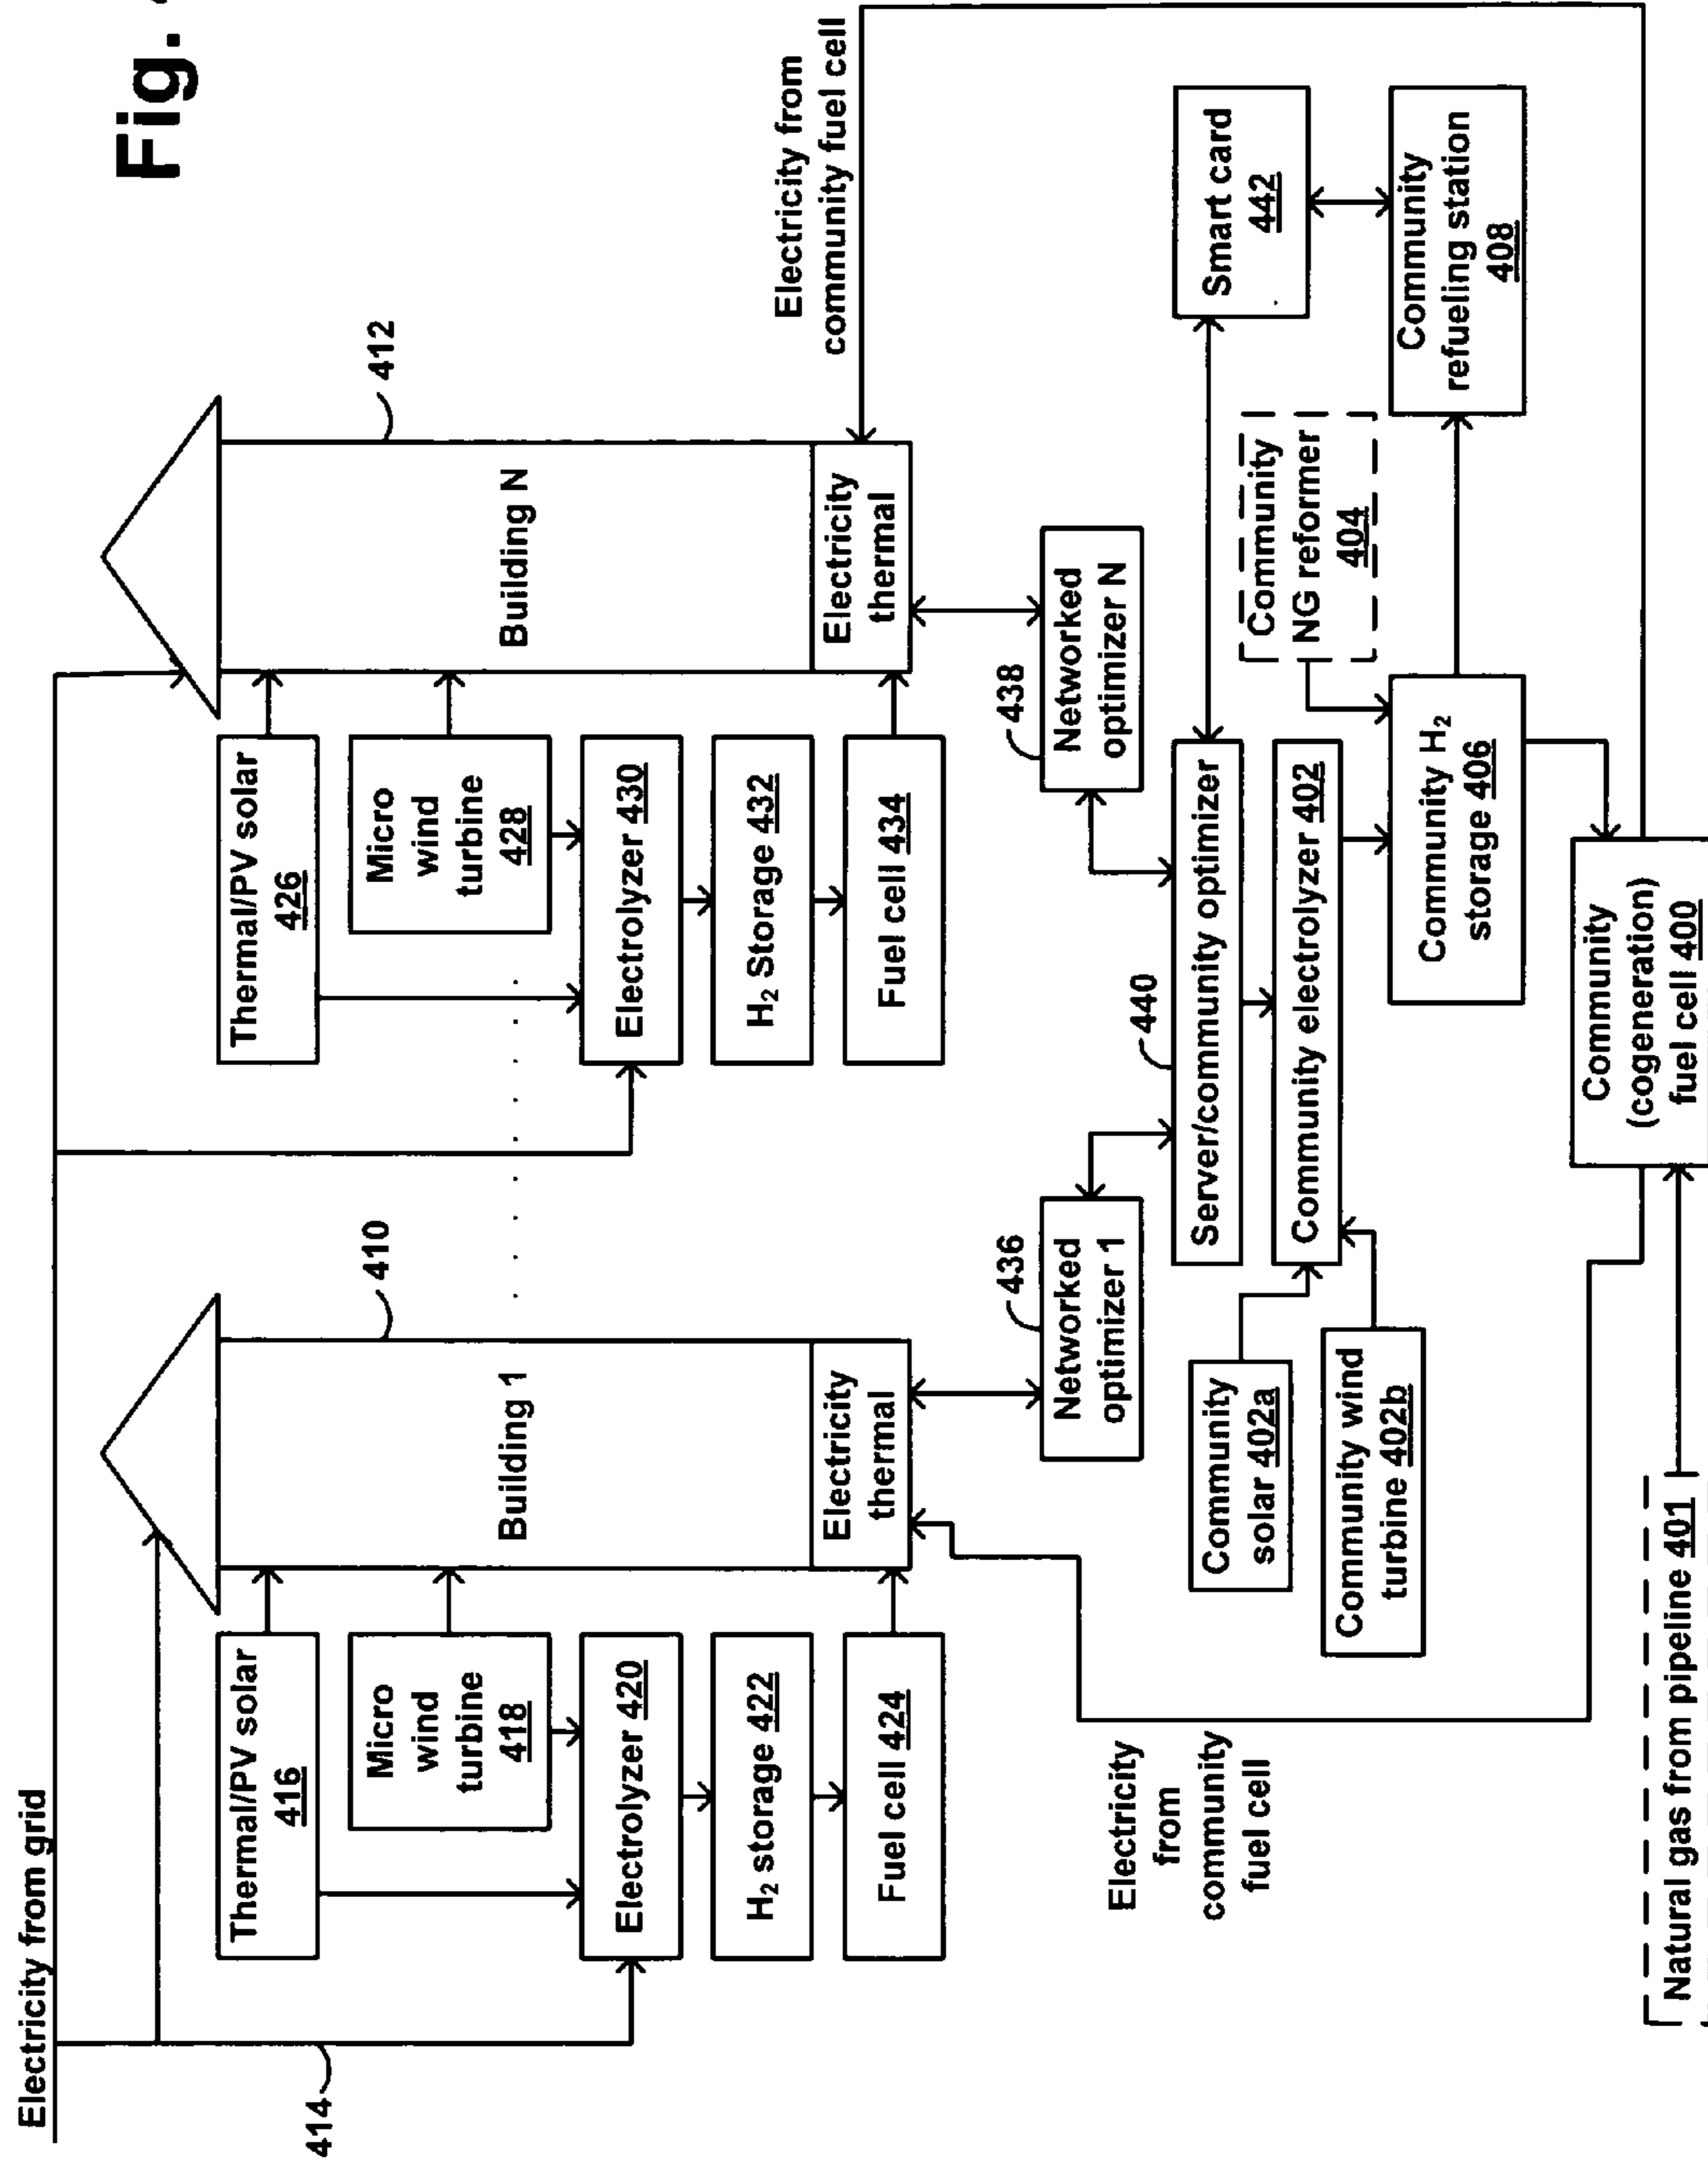 Fig.
Electricity from grid
414
410
412
Thermal/PV solar
416
Micro
wind
turbine
418
Electrolyzer 420
H₂ storage 422
Fuel cell 424
Building 1
Electricity
thermal
Thermal/PV solar
426
Micro
wind
turbine
428
Electrolyzer 430
H₂ Storage 432
Fuel cell 434
Building N
Electricity
thermal
Electricity from
community fuel cell
436
Networked
optimizer 1
438
Networked
optimizer N
440
Server/community optimizer
Smart card
442
Community
solar 402a
Community electrolyzer 402
Community
NG reformer
404
Community wind
turbine 402b
Community H₂
storage 406
Community
refueling station
408
Electricity
from
community
fuel cell
Community
(cogeneration)
fuel cell 400
Natural gas from pipeline 401